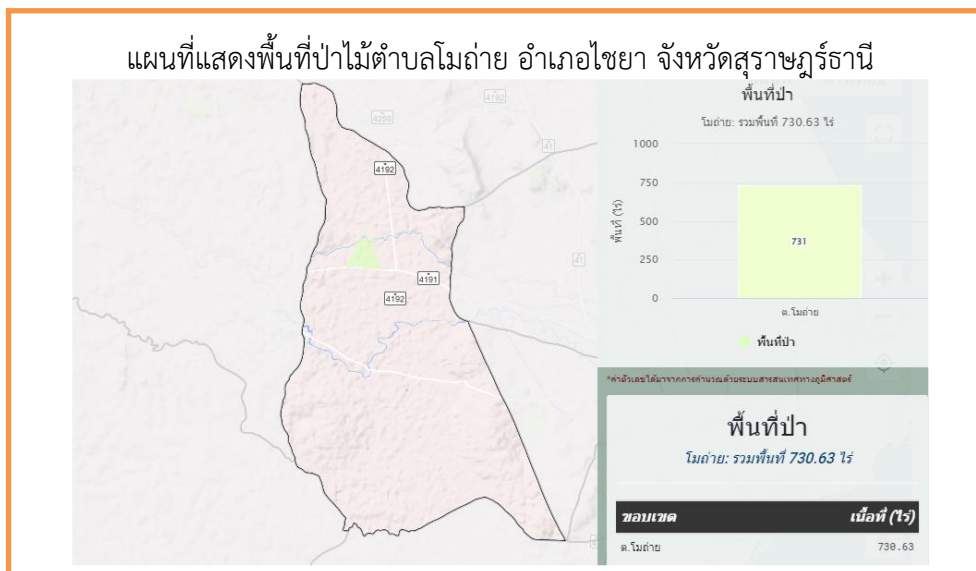 แผนที่แสดงพื้นที่ป่าไม้ตำบลโมถ่าย อำเภอไชยา จังหวัดสุราษฎร์ธานี
4192
4259
41
4192
41
4191
4192
พื้นที่ป่า
โมถ่าย: รวมพื้นที่ 730.63 ไร่
พื้นที่ (ไร่)
1000
750
500
250
0
731
ต.โมถ่าย
พื้นที่ป่า
*ค่าตัวเลขได้มาจากการคำนวณด้วยระบบสารสนเทศทางภูมิศาสตร์
พื้นที่ป่า
โมถ่าย: รวมพื้นที่ 730.63 ไร่
ขอบเขต เนื้อที่ (ไร่)
ต.โมถ่าย 730.63